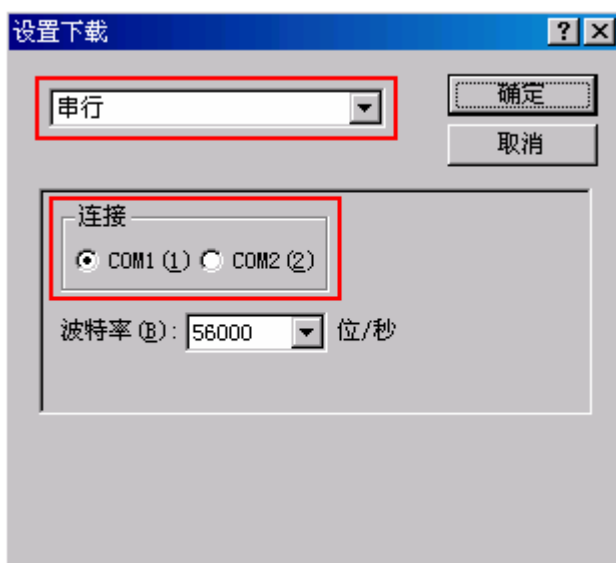 设置下载
串行
确定
取消
连接
COM1(1) COM2(2)
波特率(B): 56000 位/秒